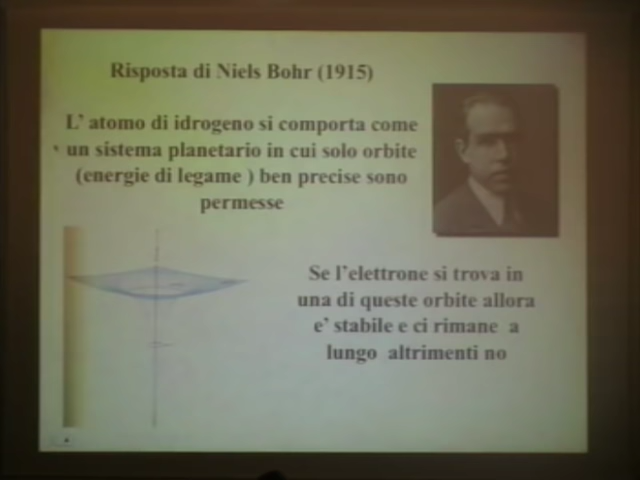 Risposta di Niels Bohr (1915)
L' atomo di idrogeno si comporta come
un sistema planetario in cui solo orbite
(energie di legame ) ben precise sono
permesse
Se l'elettrone si trova in
una di queste orbite allora
e' stabile e ci rimane a
lungo altrimenti no